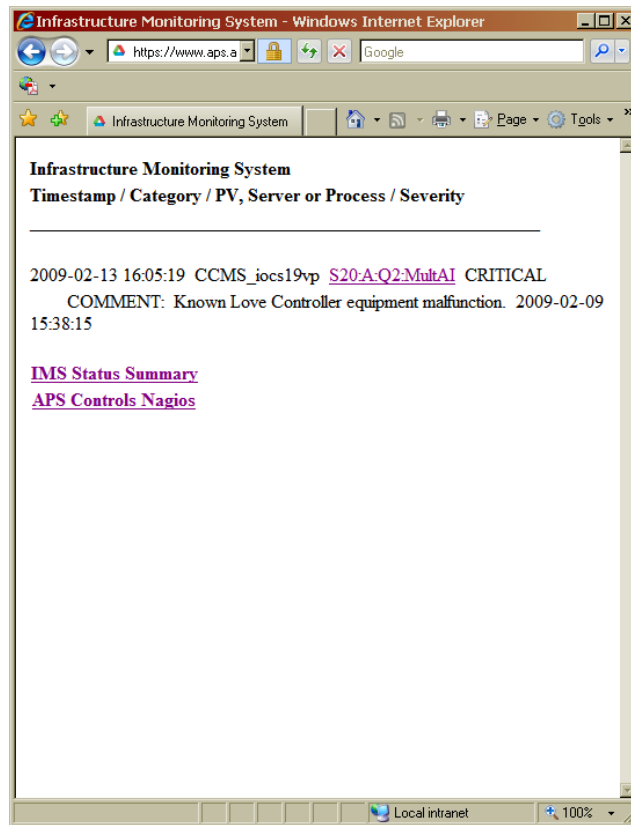 Infrastructure Monitoring System - Windows Internet Explorer
https://www.aps.a
Google
Infrastructure Monitoring System
Page
Tools
»
Infrastructure Monitoring System
Timestamp / Category / PV, Server or Process / Severity
2009-02-13 16:05:19 CCMS_iocs19vp S20:A:Q2:MultAI CRITICAL
COMMENT: Known Love Controller equipment malfunction. 2009-02-09
15:38:15
IMS Status Summary
APS Controls Nagios
Local intranet
100%